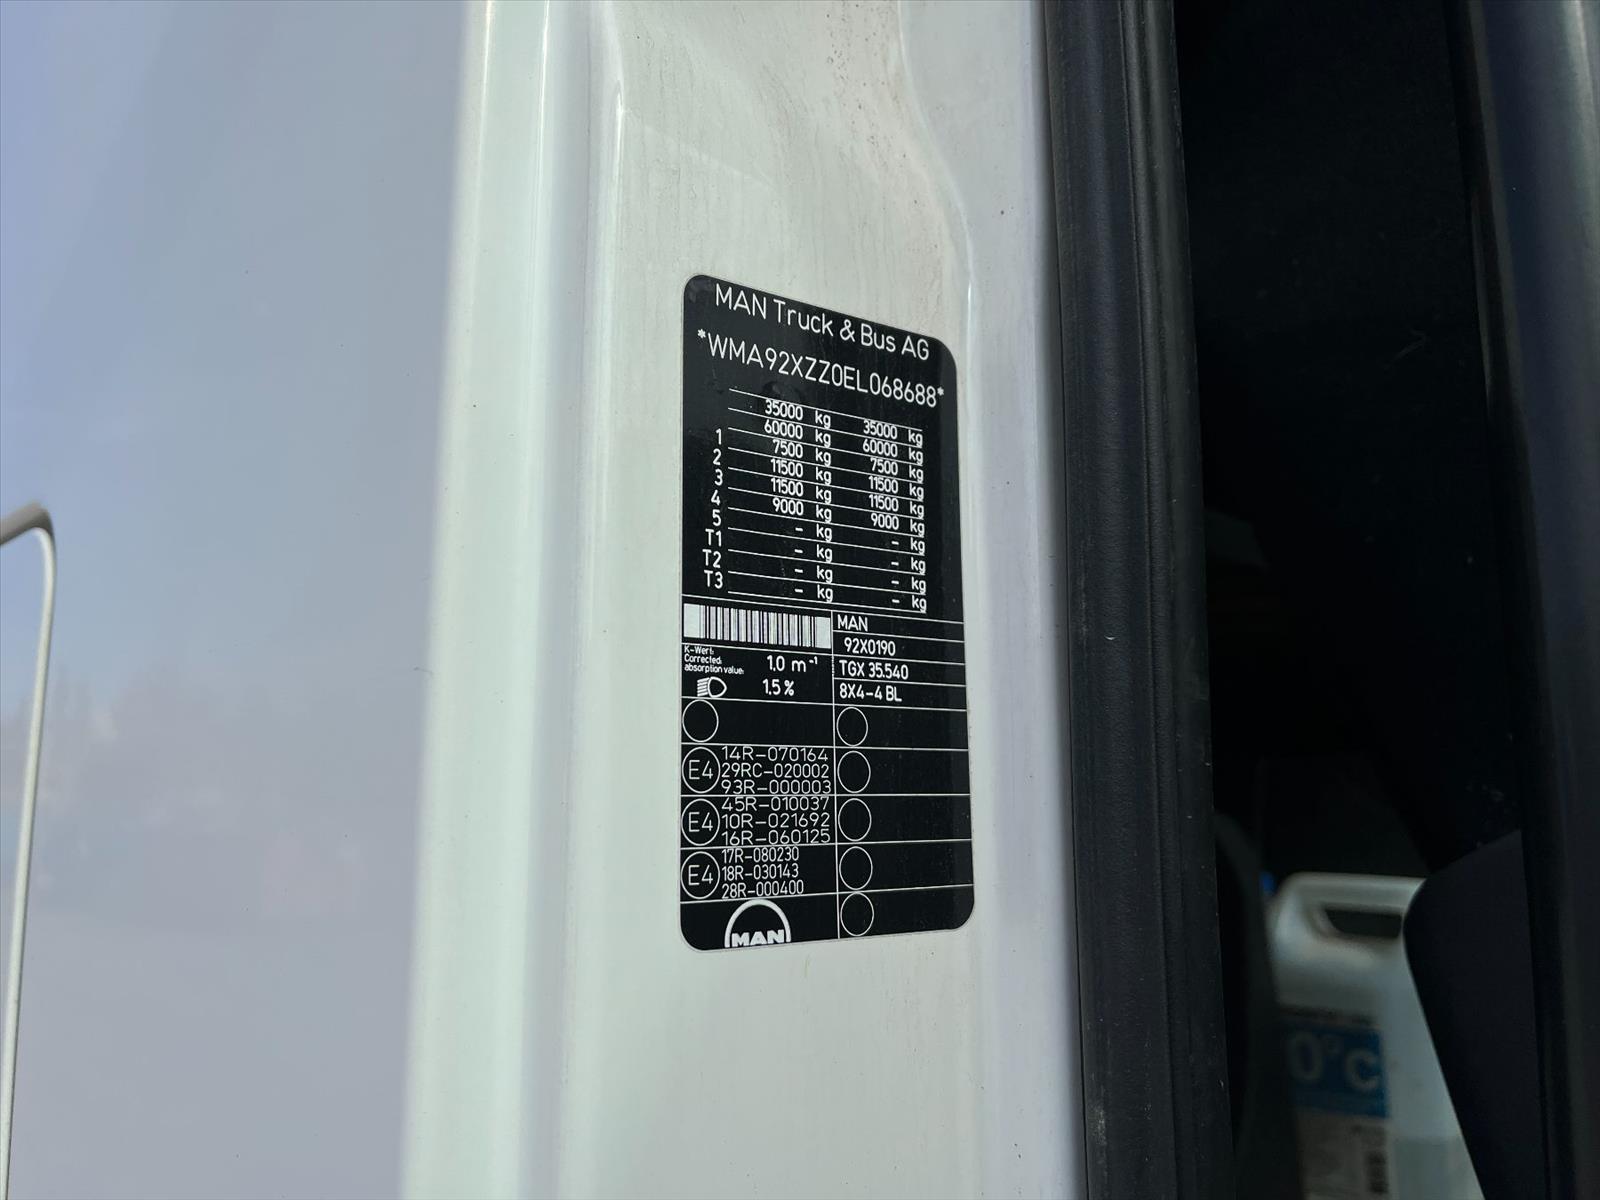 MAN Truck & Bus AG
*WMA92XZZ0EL068688*
35000 kg 35000 kg
60000 kg 60000 kg
1 7500 kg 7500 kg
2 11500 kg 11500 kg
3 11500 kg 11500 kg
4 9000 kg 9000 kg
5 - kg - kg
T1 - kg - kg
T2 - kg - kg
T3 - kg - kg
MAN
92X0190
TGX 35.540
8X4-4 BL
K-Wert:
Corrected
absorption value:
1.0 m⁻¹
1.5 %
E4 14R-070164
29RC-020002
93R-000003
E4 45R-010037
10R-021692
16R-060125
E4 17R-080230
18R-030143
28R-000400
MAN
0°C